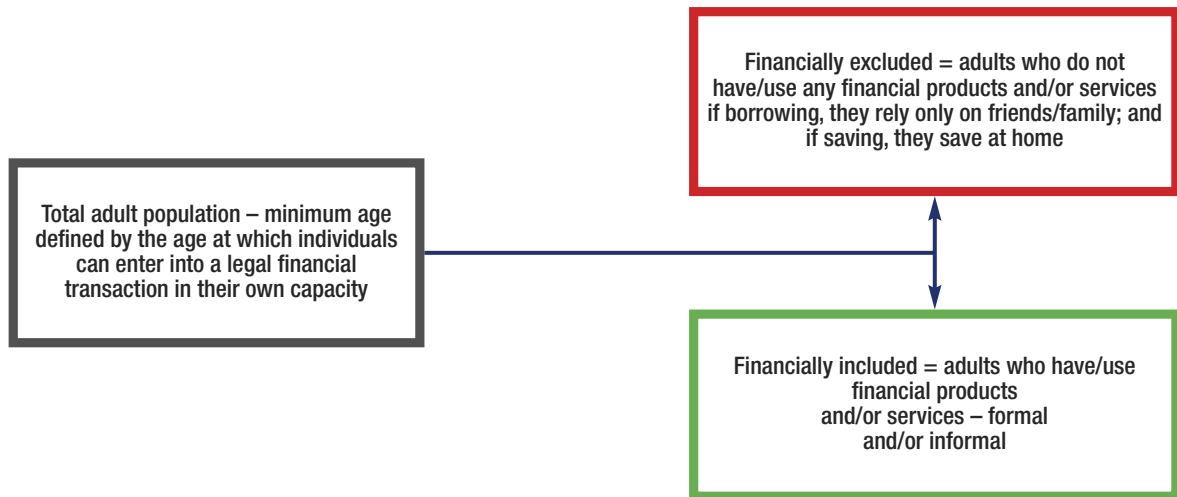 Financially excluded = adults who do not
have/use any financial products and/or services
if borrowing, they rely only on friends/family; and
if saving, they save at home
Total adult population – minimum age
defined by the age at which individuals
can enter into a legal financial
transaction in their own capacity
Financially included = adults who have/use
financial products
and/or services – formal
and/or informal